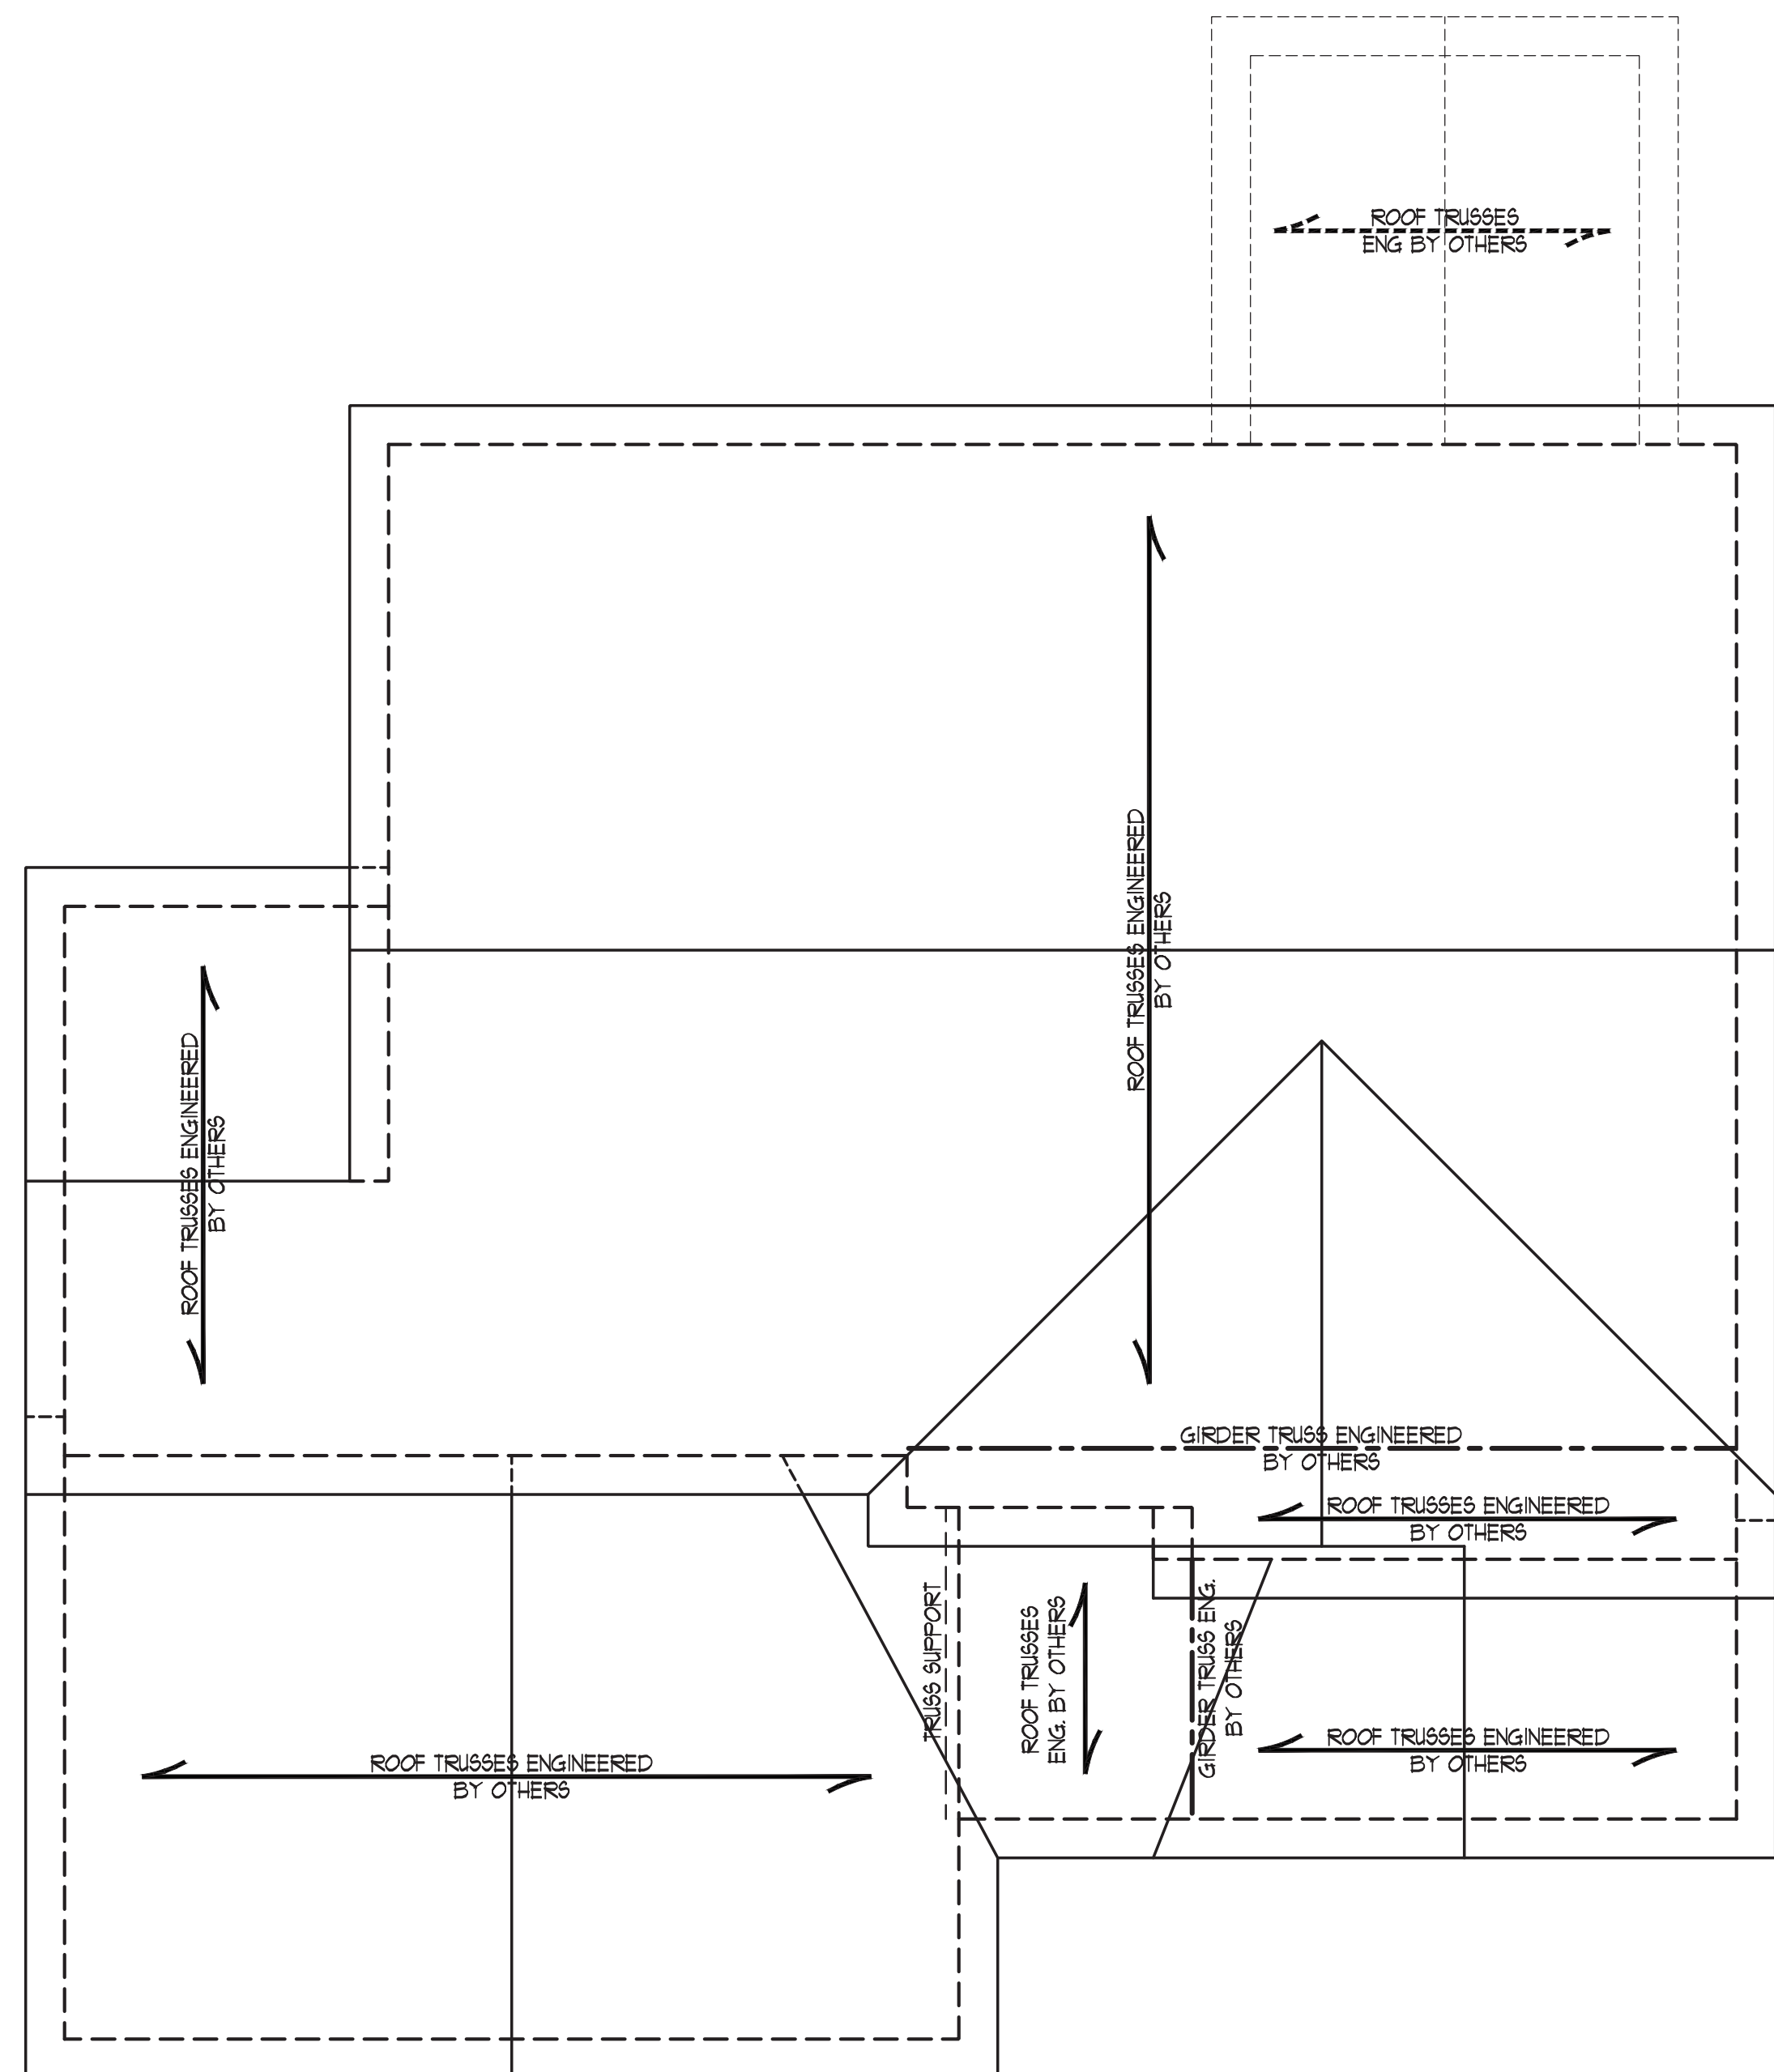 ROOF TRUSSES
ENG BY OTHERS
ROOF TRUSSES ENGINEERED
BY OTHERS
ROOF TRUSSES ENGINEERED
BY OTHERS
GIRDER TRUSS ENGINEERED
BY OTHERS
ROOF TRUSSES ENGINEERED
BY OTHERS
TRUSS SUPPORT
ROOF TRUSSES
ENG. BY OTHERS
GIRDER TRUSS ENG.
BY OTHERS
ROOF TRUSSES ENGINEERED
BY OTHERS
ROOF TRUSSES ENGINEERED
BY OTHERS